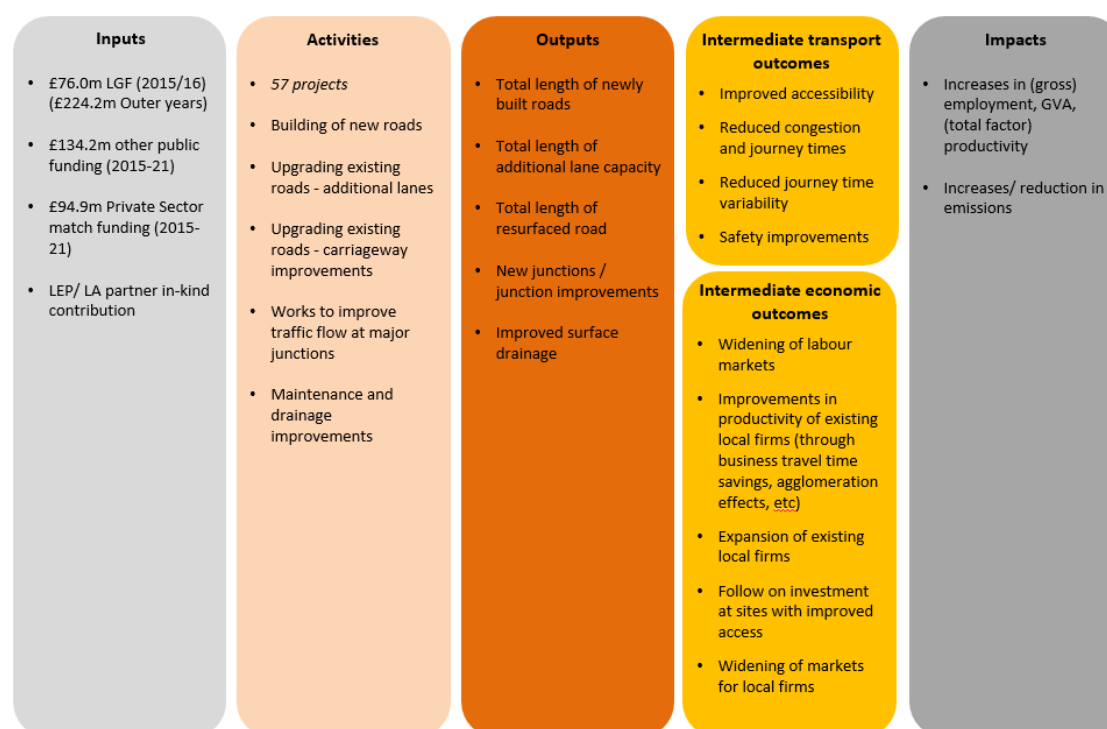 Inputs
• £76.0m LGF (2015/16)
(£224.2m Outer years)
• £134.2m other public
funding (2015-21)
• £94.9m Private Sector
match funding (2015-
21)
• LEP/ LA partner in-kind
contribution
Activities
• 57 projects
• Building of new roads
• Upgrading existing
roads - additional lanes
• Upgrading existing
roads - carriageway
improvements
• Works to improve
traffic flow at major
junctions
• Maintenance and
drainage
improvements
Outputs
• Total length of newly
built roads
• Total length of
additional lane capacity
• Total length of
resurfaced road
• New junctions /
junction improvements
• Improved surface
drainage
Intermediate transport
outcomes
• Improved accessibility
• Reduced congestion
and journey times
• Reduced journey time
variability
• Safety improvements
Intermediate economic
outcomes
• Widening of labour
markets
• Improvements in
productivity of existing
local firms (through
business travel time
savings, agglomeration
effects, etc)
• Expansion of existing
local firms
• Follow on investment
at sites with improved
access
• Widening of markets
for local firms
Impacts
• Increases in (gross)
employment, GVA,
(total factor)
productivity
• Increases/ reduction in
emissions